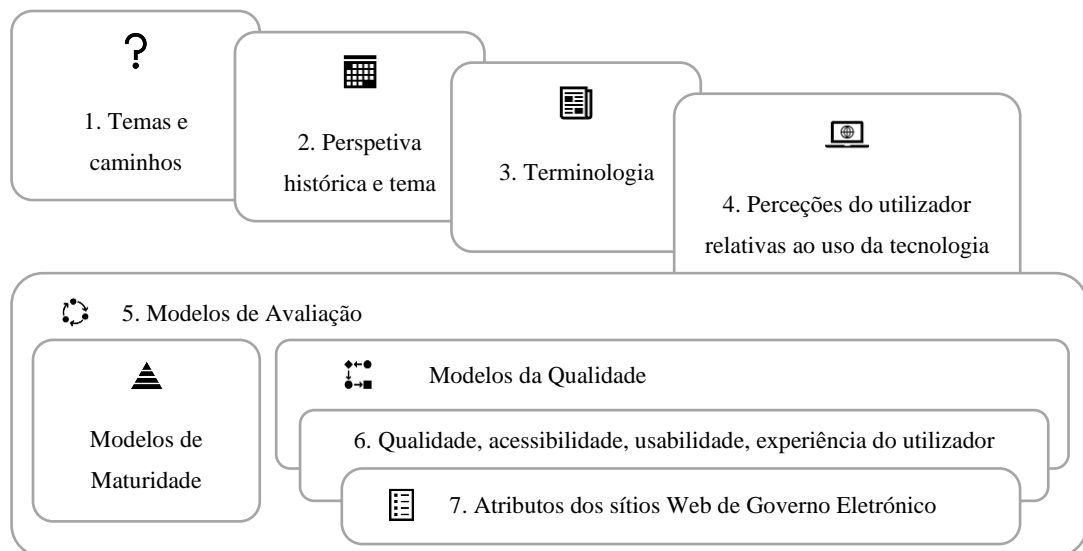 1. Temas e
caminhos
2. Perspetiva
histórica e tema
3. Terminologia
4. Perceções do utilizador
relativas ao uso da tecnologia
5. Modelos de Avaliação
Modelos de
Maturidade
Modelos da Qualidade
6. Qualidade, acessibilidade, usabilidade, experiência do utilizador
7. Atributos dos sítios Web de Governo Eletrónico